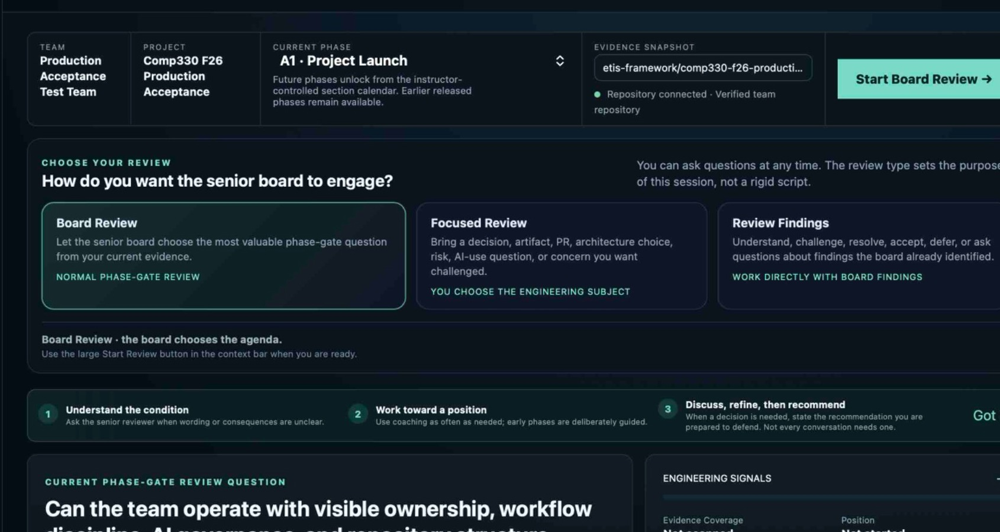 TEAM
Production
Acceptance
Test Team
PROJECT
Comp330 F26
Production
Acceptance
CURRENT PHASE
A1 · Project Launch
Future phases unlock from the instructor-
controlled section calendar. Earlier released
phases remain available.
EVIDENCE SNAPSHOT
etis-framework/comp330-f26-producti...
Repository connected · Verified team
repository
Start Board Review →
CHOOSE YOUR REVIEW
How do you want the senior board to engage?
You can ask questions at any time. The review type sets the purpose
of this session, not a rigid script.
Board Review
Let the senior board choose the most valuable phase-gate question
from your current evidence.
NORMAL PHASE-GATE REVIEW
Focused Review
Bring a decision, artifact, PR, architecture choice,
risk, AI-use question, or concern you want
challenged.
YOU CHOOSE THE ENGINEERING SUBJECT
Review Findings
Understand, challenge, resolve, accept, defer, or ask
questions about findings the board already identified.
WORK DIRECTLY WITH BOARD FINDINGS
Board Review · the board chooses the agenda.
Use the large Start Review button in the context bar when you are ready.
1
Understand the condition
Ask the senior reviewer when wording or consequences are unclear.
2
Work toward a position
Use coaching as often as needed; early phases are deliberately guided.
3
Discuss, refine, then recommend
When a decision is needed, state the recommendation you are
prepared to defend. Not every conversation needs one.
Got
CURRENT PHASE-GATE REVIEW QUESTION
Can the team operate with visible ownership, workflow
discipline, AI governance, and repository structure
ENGINEERING SIGNALS
Evidence Coverage
Not scanned
Position
Not started